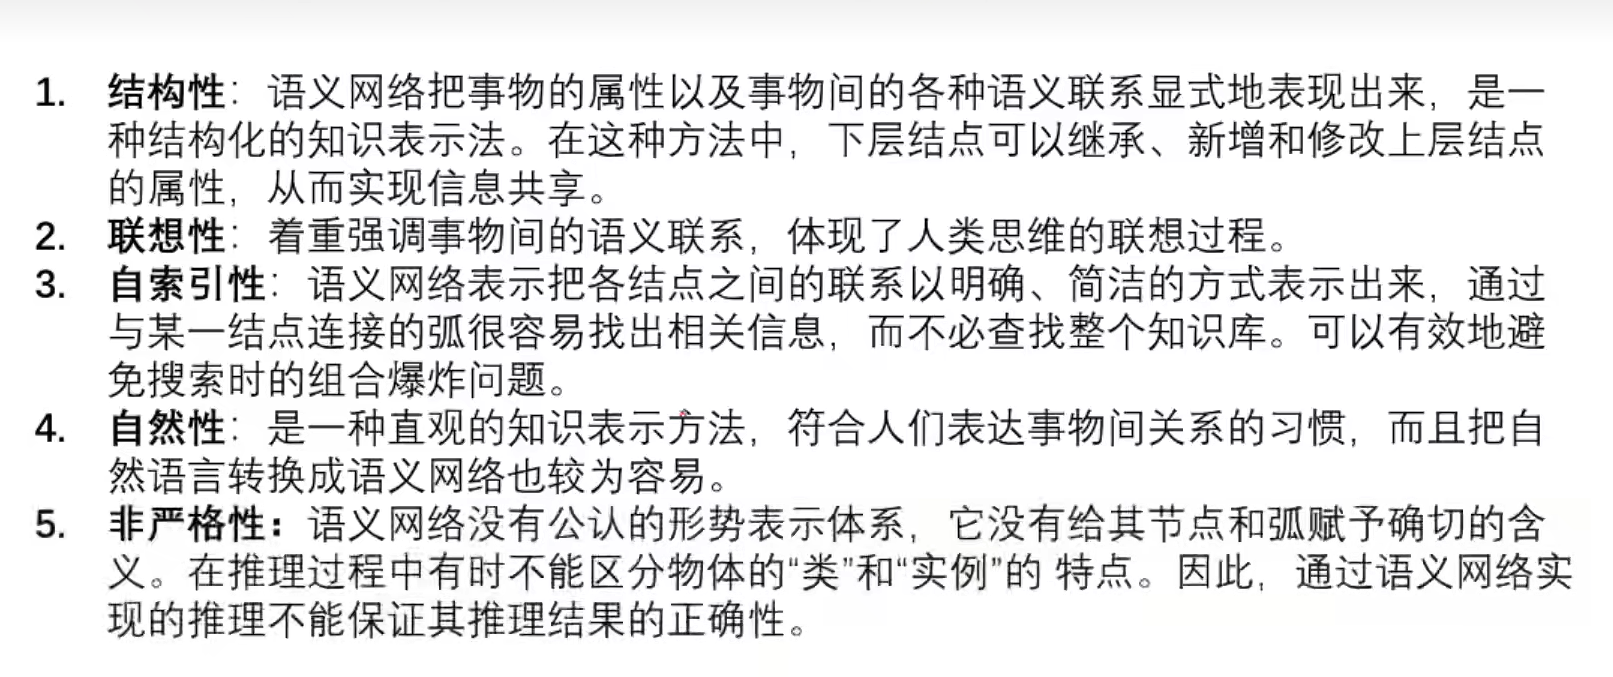 1. 结构性：语义网络把事物的属性以及事物间的各种语义联系显式地表现出来，是一
种结构化的知识表示法。在这种方法中，下层结点可以继承、新增和修改上层结点
的属性，从而实现信息共享。
2. 联想性：着重强调事物间的语义联系，体现了人类思维的联想过程。
3. 自索引性：语义网络表示把各结点之间的联系以明确、简洁的方式表示出来，通过
与某一结点连接的弧很容易找出相关信息，而不必查找整个知识库。可以有效地避
免搜索时的组合爆炸问题。
4. 自然性：是一种直观的知识表示方法，符合人们表达事物间关系的习惯，而且把自
然语言转换成语义网络也较为容易。
5. 非严格性：语义网络没有公认的形势表示体系，它没有给其节点和弧赋予确切的含
义。在推理过程中有时不能区分物体的“类”和“实例”的 特点。因此，通过语义网络实
现的推理不能保证其推理结果的正确性。